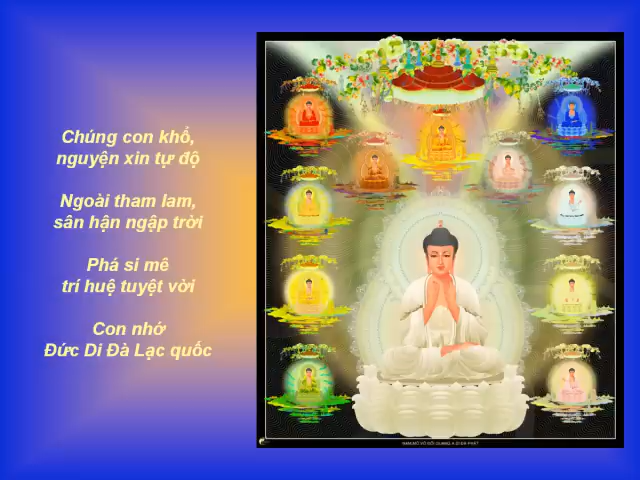 Chúng con khổ,
nguyện xin tự độ
Ngoài tham lam,
sân hận ngập trời
Phá si mê
trí huệ tuyệt vời
Con nhớ
Đức Di Đà Lạc quốc